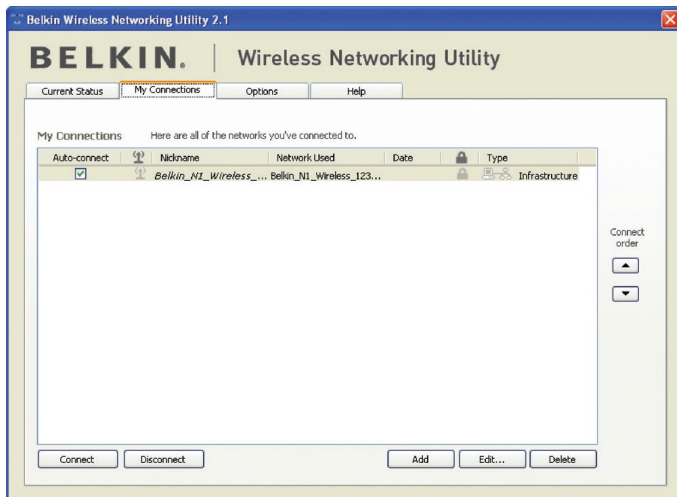 Belkin Wireless Networking Utility 2.1
BELKIN. Wireless Networking Utility
Current Status My Connections Options Help
My Connections Here are all of the networks you've connected to.
Auto-connect Nickname Network Used Date Type
Belkin_N1_Wireless_... Belkin_N1_Wireless_123... Infrastructure
Connect order
Connect Disconnect Add Edit... Delete